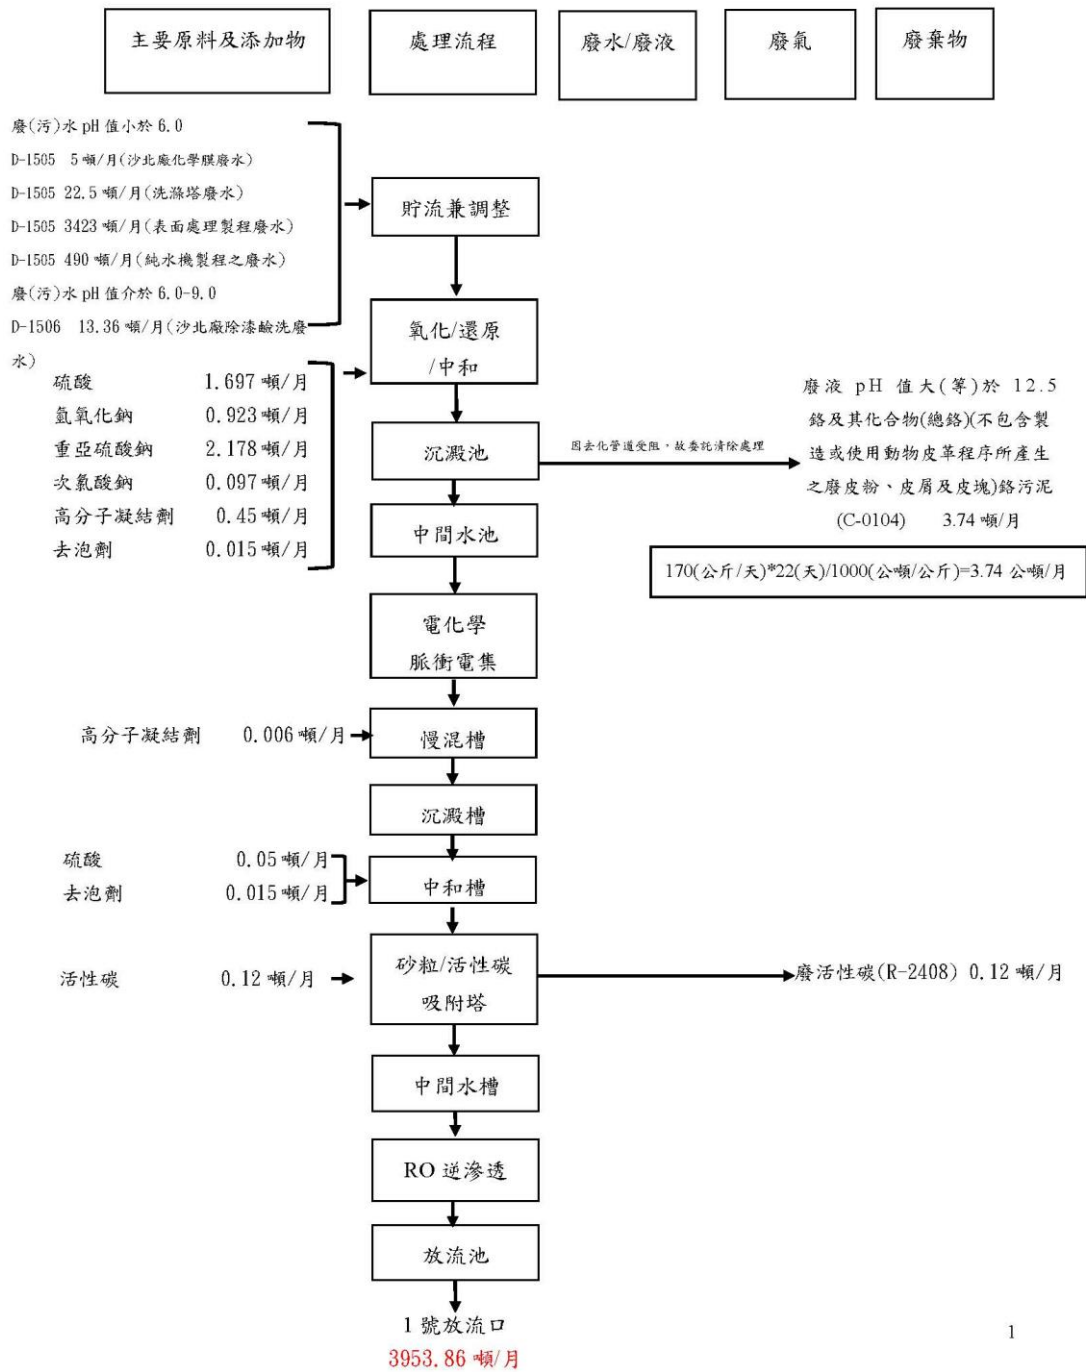 主要原料及添加物
處理流程
廢水/廢液
廢氣
廢棄物
廢(污)水 pH 值小於 6.0
D-1505 5 噸/月(沙北廠化學膜廢水)
D-1505 22.5 噸/月(洗滌塔廢水)
D-1505 3423 噸/月(表面處理製程廢水)
D-1505 490 噸/月(純水機製程之廢水)
廢(污)水 pH 值介於 6.0-9.0
D-1506 13.36 噸/月(沙北廠除漆鹼洗廢
水)
貯流兼調整
氧化/還原
/中和
硫酸 1.697 噸/月
氫氧化鈉 0.923 噸/月
重亞硫酸鈉 2.178 噸/月
次氯酸鈉 0.097 噸/月
高分子凝結劑 0.45 噸/月
去泡劑 0.015 噸/月
沉澱池
因去化管道受阻，故委託清除處理
廢液 pH 值大(等)於 12.5
鉻及其化合物(總鉻)(不包含製
造或使用動物皮革程序所產生
之廢皮粉、皮屑及皮塊)鉻污泥
(C-0104) 3.74 噸/月
170(公斤/天)*22(天)/1000(公噸/公斤)=3.74 公噸/月
中間水池
電化學
脈衝電集
高分子凝結劑 0.006 噸/月
慢混槽
沉澱槽
硫酸 0.05 噸/月
去泡劑 0.015 噸/月
中和槽
活性碳 0.12 噸/月
砂粒/活性碳
吸附塔
廢活性碳(R-2408) 0.12 噸/月
中間水槽
RO 逆滲透
放流池
1 號放流口
3953.86 噸/月
1